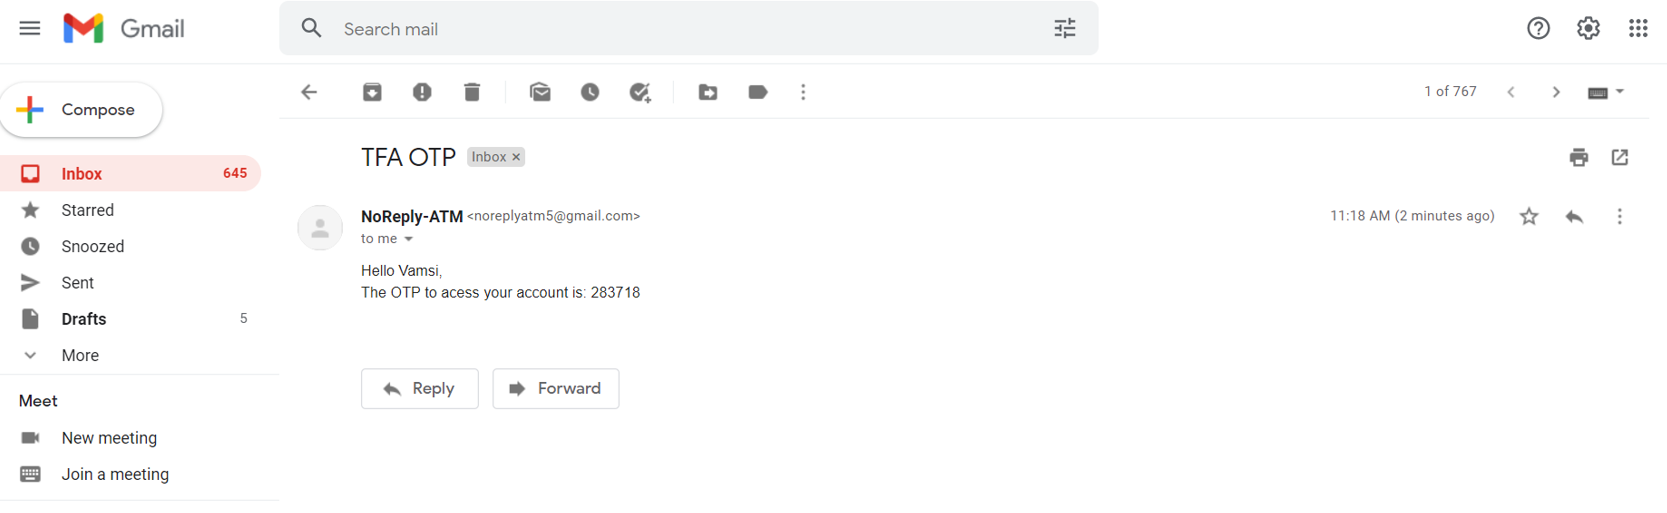 Gmail
Search mail
Compose
1 of 767
TFA OTP Inbox ×
Inbox 645
Starred
Snoozed
Sent
Drafts 5
More
NoReply-ATM <noreplyatm5@gmail.com> 11:18 AM (2 minutes ago)
to me
Hello Vamsi,
The OTP to acess your account is: 283718
Reply Forward
Meet
New meeting
Join a meeting